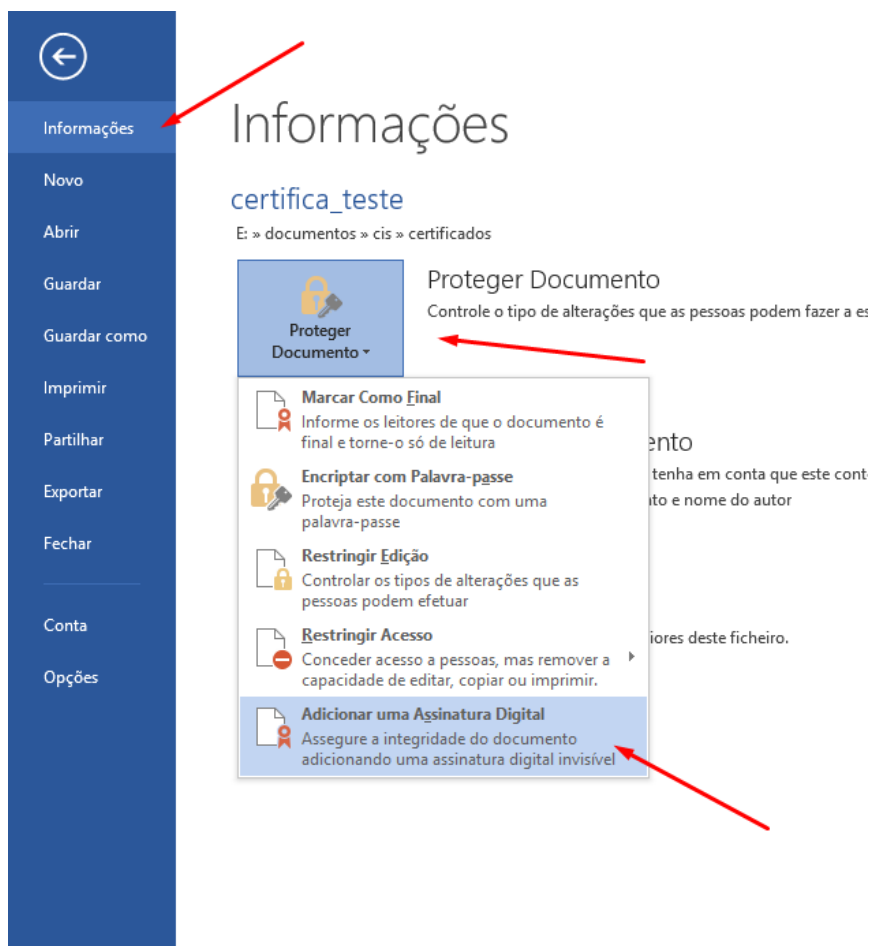 Informações
Novo
Abrir
Guardar
Guardar como
Imprimir
Partilhar
Exportar
Fechar
Conta
Opções
Informações
certifica_teste
E: » documentos » cis » certificados
Proteger
Documento
Proteger Documento
Controle o tipo de alterações que as pessoas podem fazer a es
Marcar Como Final
Informe os leitores de que o documento é
final e torne-o só de leitura
Encriptar com Palavra-passe
Proteja este documento com uma
palavra-passe
Restringir Edição
Controlar os tipos de alterações que as
pessoas podem efetuar
Restringir Acesso
Conceder acesso a pessoas, mas remover a
capacidade de editar, copiar ou imprimir.
Adicionar uma Assinatura Digital
Assegure a integridade do documento
adicionando uma assinatura digital invisível
ento
tenha em conta que este cont
to e nome do autor
iores deste ficheiro.